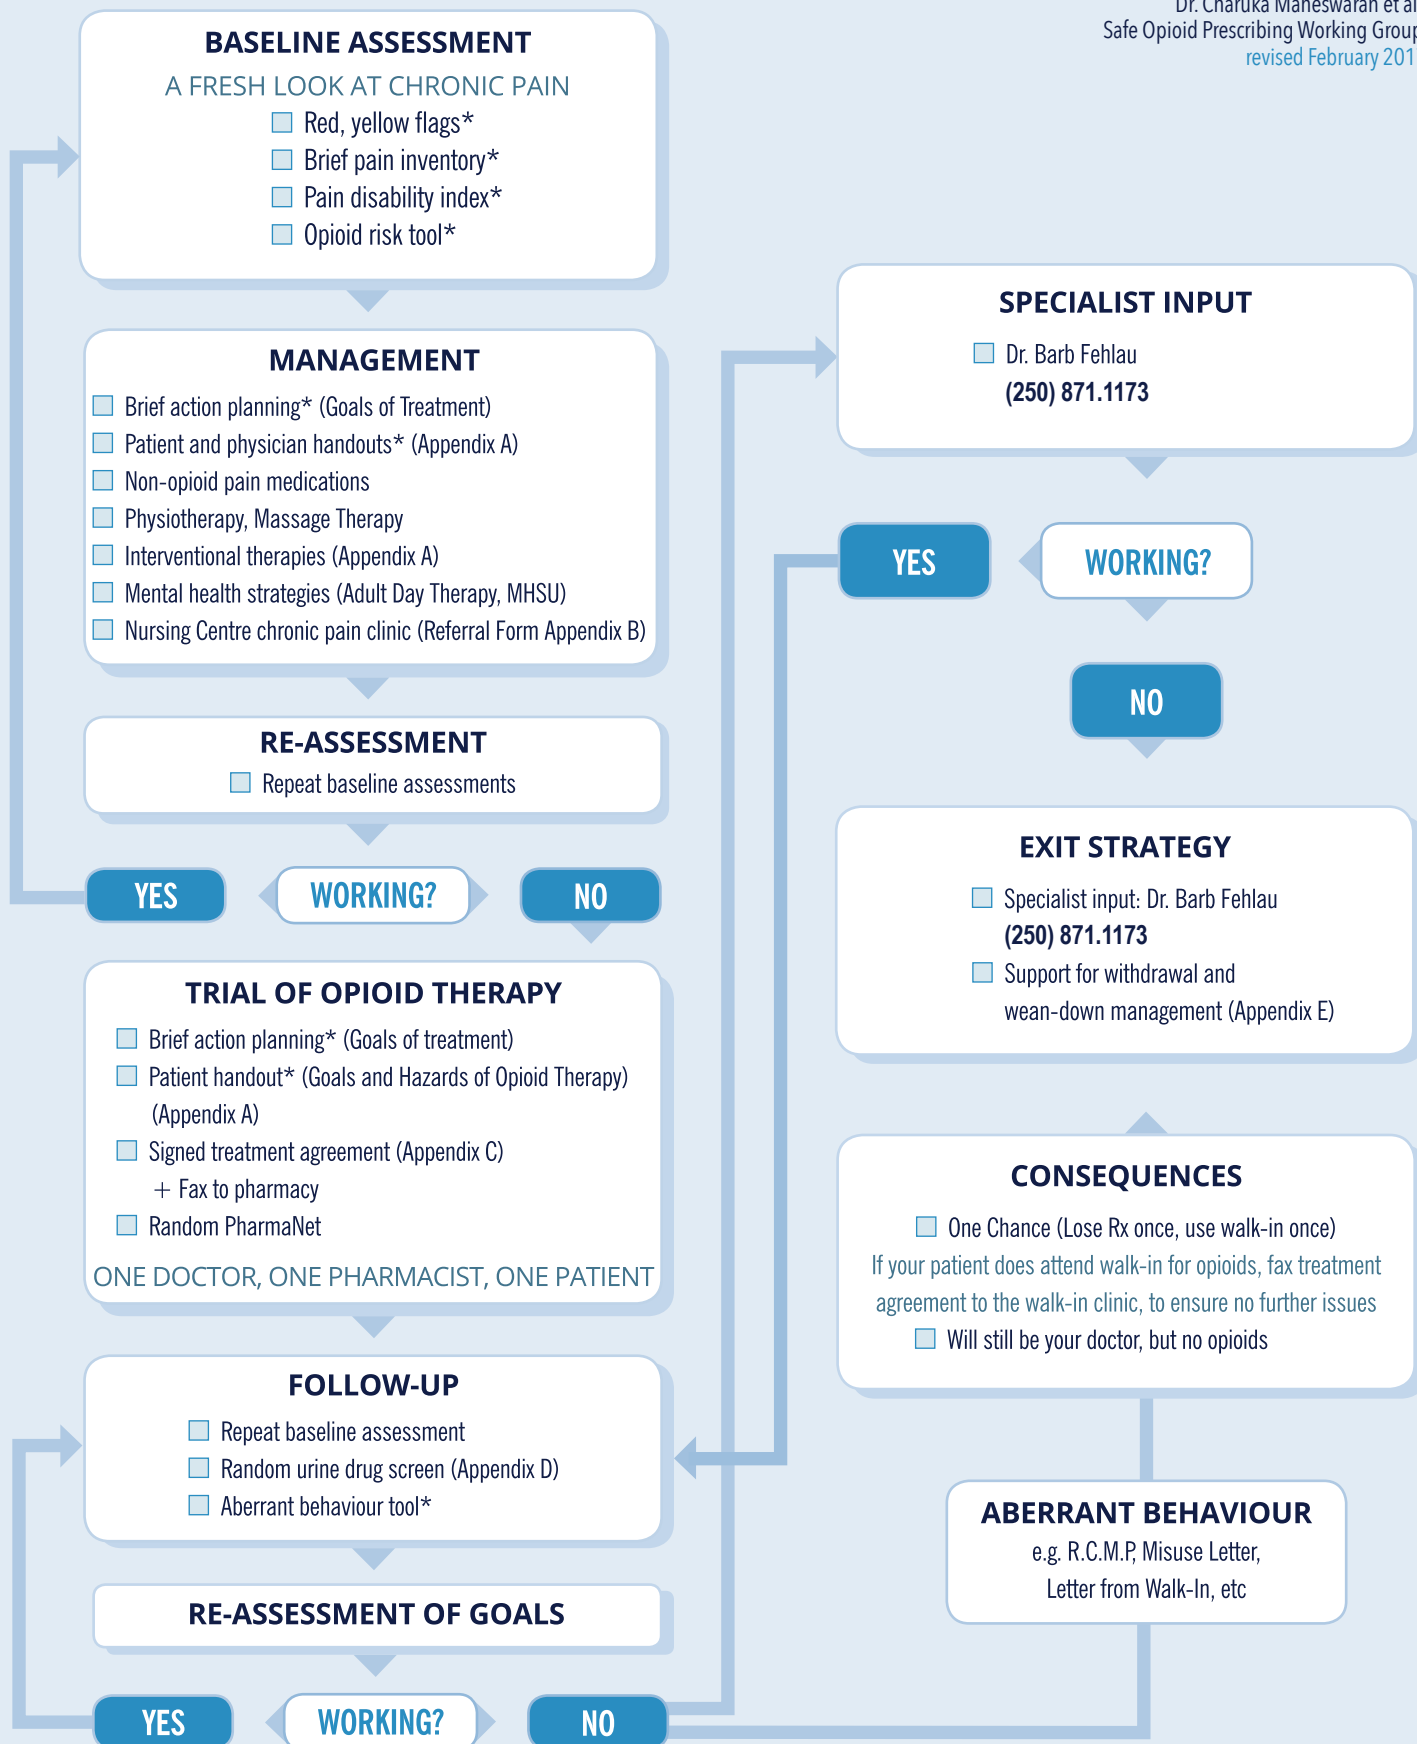 Dr. Charuka Maheswaran et al
Safe Opioid Prescribing Working Group
revised February 201
BASELINE ASSESSMENT
A FRESH LOOK AT CHRONIC PAIN
Red, yellow flags*
Brief pain inventory*
Pain disability index*
Opioid risk tool*
MANAGEMENT
Brief action planning* (Goals of Treatment)
Patient and physician handouts* (Appendix A)
Non-opioid pain medications
Physiotherapy, Massage Therapy
Interventional therapies (Appendix A)
Mental health strategies (Adult Day Therapy, MHSU)
Nursing Centre chronic pain clinic (Referral Form Appendix B)
RE-ASSESSMENT
Repeat baseline assessments
YES
WORKING?
NO
TRIAL OF OPIOID THERAPY
Brief action planning* (Goals of treatment)
Patient handout* (Goals and Hazards of Opioid Therapy)
(Appendix A)
Signed treatment agreement (Appendix C)
+ Fax to pharmacy
Random PharmaNet
ONE DOCTOR, ONE PHARMACIST, ONE PATIENT
FOLLOW-UP
Repeat baseline assessment
Random urine drug screen (Appendix D)
Aberrant behaviour tool*
RE-ASSESSMENT OF GOALS
YES
WORKING?
NO
SPECIALIST INPUT
Dr. Barb Fehlau
(250) 871.1173
YES
WORKING?
NO
EXIT STRATEGY
Specialist input: Dr. Barb Fehlau
(250) 871.1173
Support for withdrawal and
wean-down management (Appendix E)
CONSEQUENCES
One Chance (Lose Rx once, use walk-in once)
If your patient does attend walk-in for opioids, fax treatment
agreement to the walk-in clinic, to ensure no further issues
Will still be your doctor, but no opioids
ABERRANT BEHAVIOUR
e.g. R.C.M.P, Misuse Letter,
Letter from Walk-In, etc